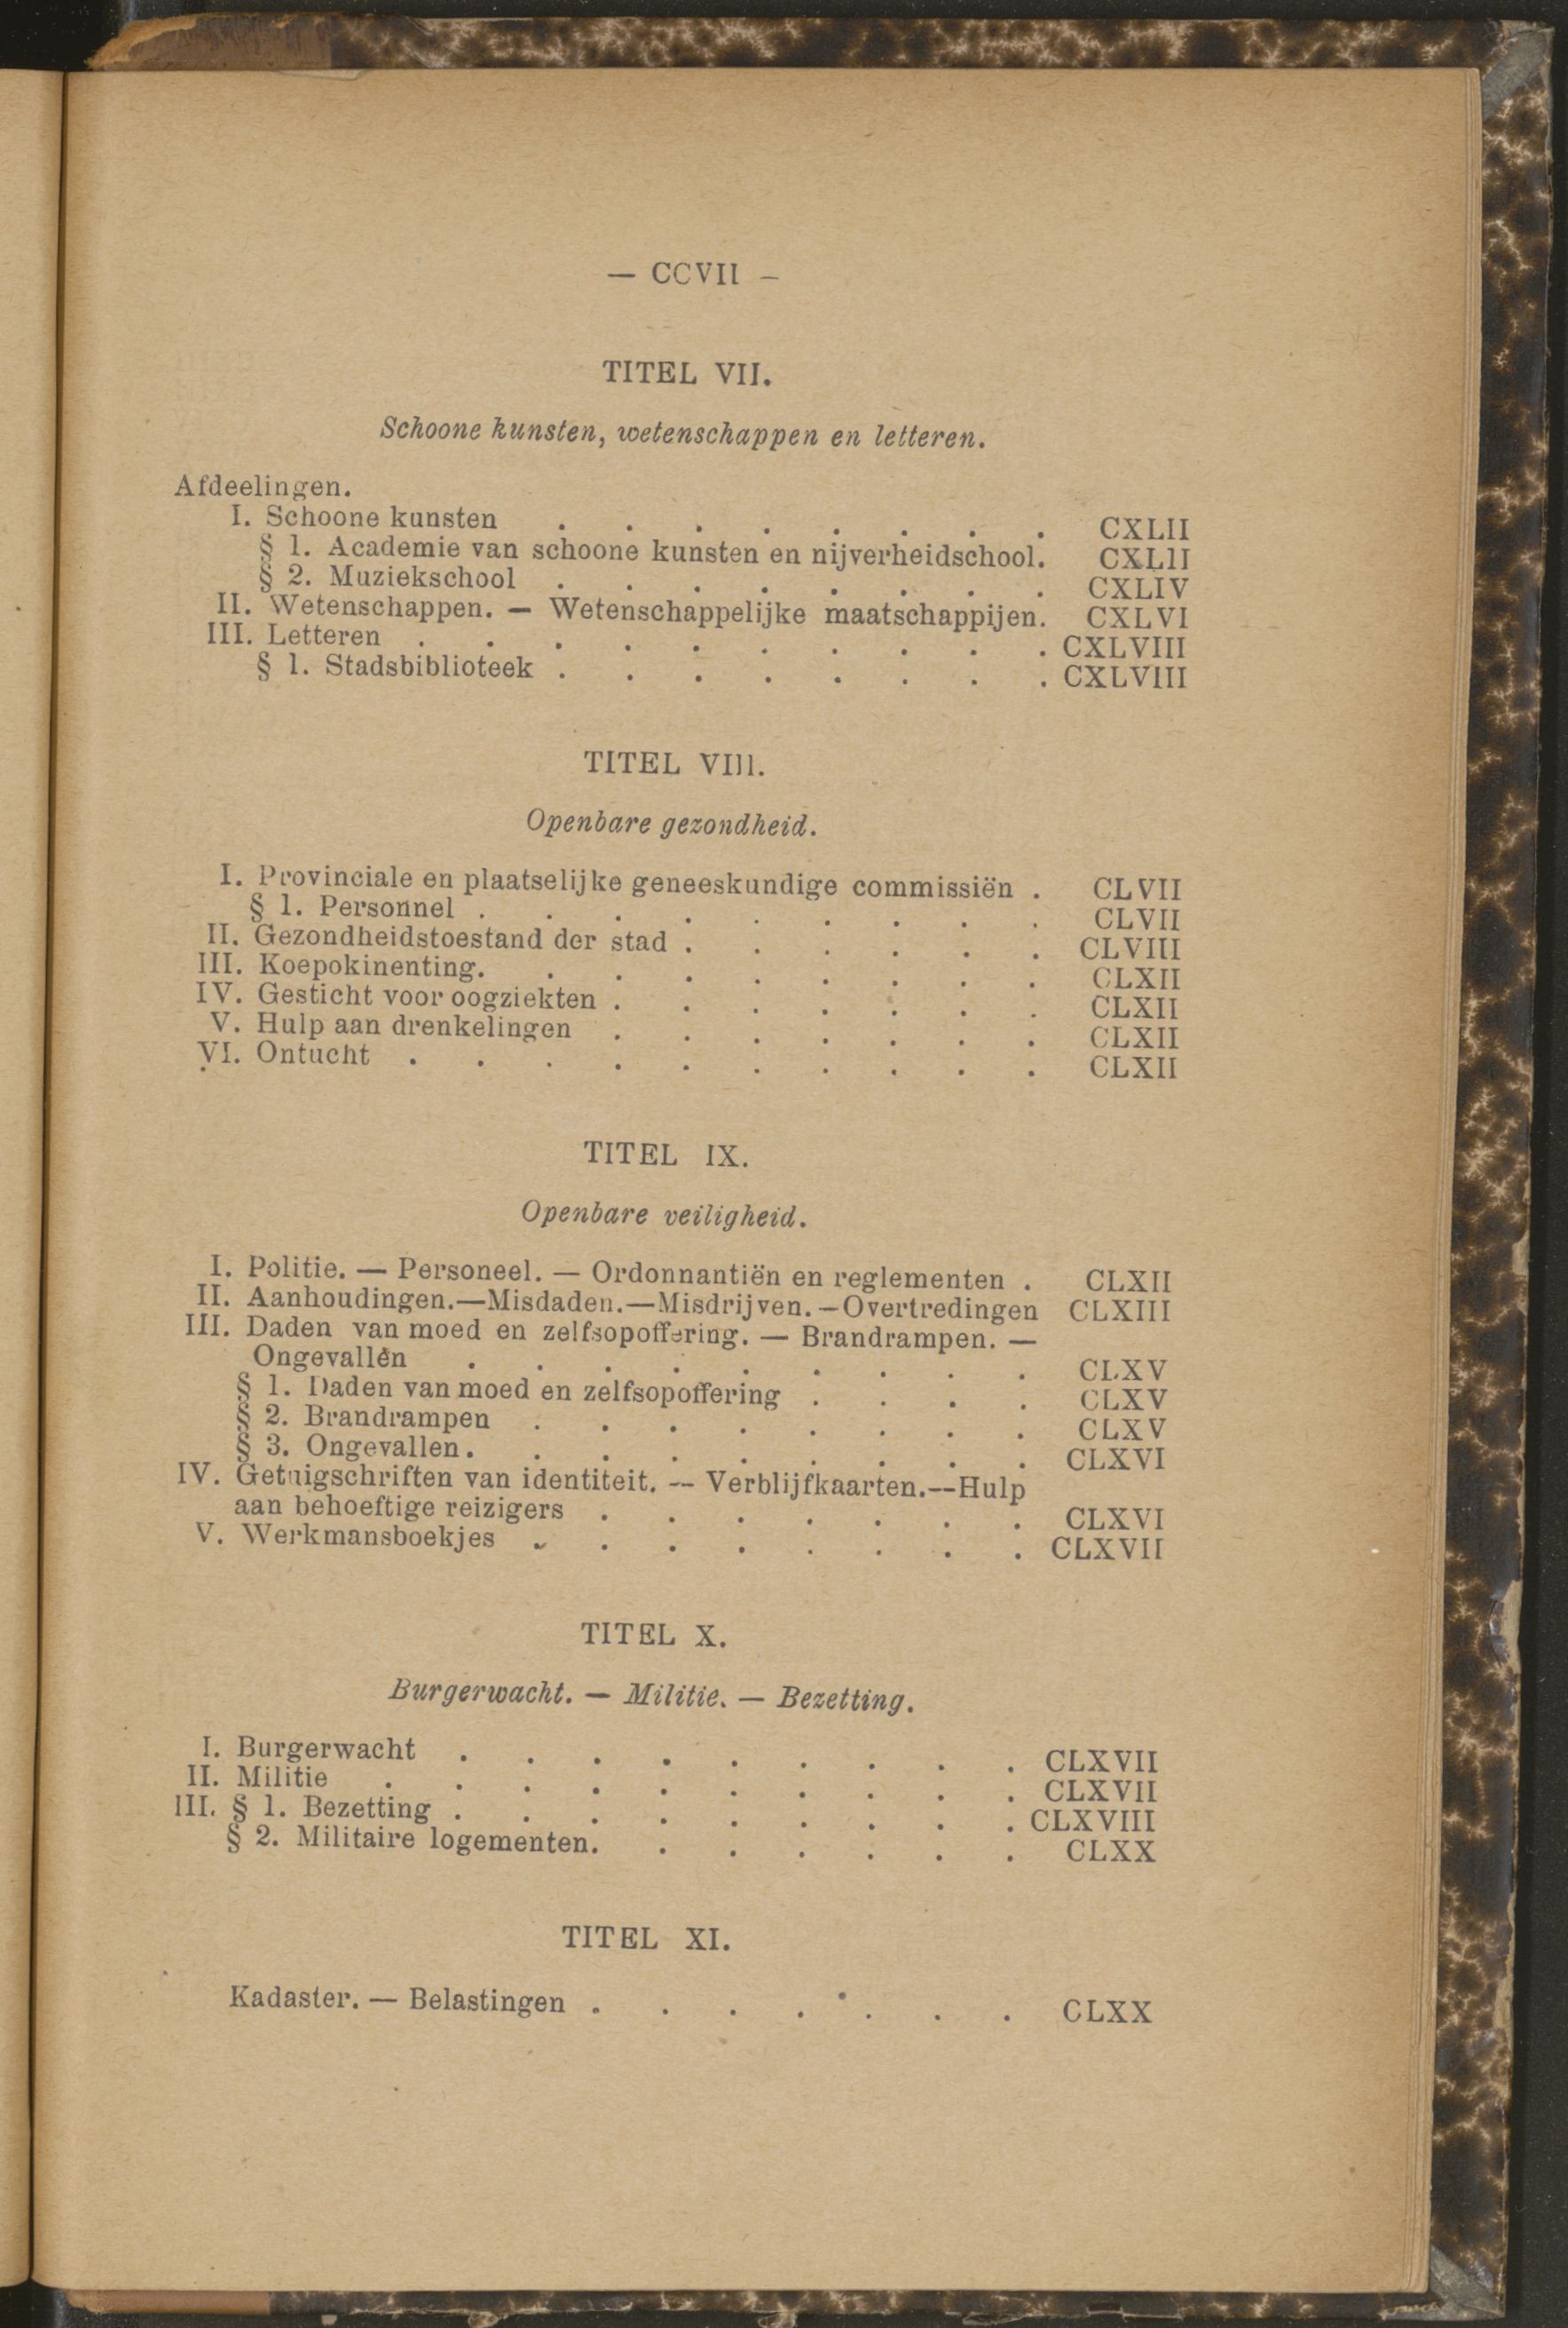 — CCVII —
TITEL VII.
Schoone kunsten, wetenschappen en letteren.
Afdeelingen.
I. Schoone kunsten . . . . . . . . CXLII
§ 1. Academie van schoone kunsten en nijverheidschool. CXLII
§ 2. Muziekschool . . . . . . . . CXLIV
II. Wetenschappen. — Wetenschappelijke maatschappijen. CXLVI
III. Letteren . . . . . . . . . . CXLVIII
§ 1. Stadsbiblioteek . . . . . . . . CXLVIII
TITEL VIII.
Openbare gezondheid.
I. Provinciale en plaatselijke geneeskundige commissiën . CLVII
§ 1. Personnel . . . . . . . . . CLVII
II. Gezondheidstoestand der stad . . . . . . CLVIII
III. Koepokinenting. . . . . . . . . CLXII
IV. Gesticht voor oogziekten . . . . . . . CLXII
V. Hulp aan drenkelingen . . . . . . . CLXII
VI. Ontucht . . . . . . . . . . CLXII
TITEL IX.
Openbare veiligheid.
I. Politie. — Personeel. — Ordonnantiën en reglementen . CLXII
II. Aanhoudingen.—Misdaden.—Misdrijven.—Overtredingen CLXIII
III. Daden van moed en zelfsopoffering. — Brandrampen. —
Ongevallen . . . . . . . . . CLXV
§ 1. Daden van moed en zelfsopoffering . . . . CLXV
§ 2. Brandrampen . . . . . . . . CLXV
§ 3. Ongevallen. . . . . . . . . CLXVI
IV. Getuigschriften van identiteit. — Verblijfkaarten.—Hulp
aan behoeftige reizigers . . . . . . . CLXVI
V. Werkmansboekjes . . . . . . . . CLXVII
TITEL X.
Burgerwacht. — Militie. — Bezetting.
I. Burgerwacht . . . . . . . . . CLXVII
II. Militie . . . . . . . . . . CLXVII
III. § 1. Bezetting . . . . . . . . . CLXVIII
§ 2. Militaire logementen. . . . . . . CLXX
TITEL XI.
Kadaster. — Belastingen . . . . . . . CLXX